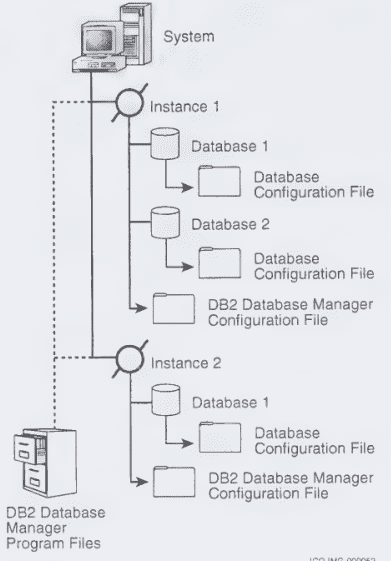 System
Instance 1
Database 1
Database
Configuration File
Database 2
Database
Configuration File
DB2 Database Manager
Configuration File
Instance 2
Database 1
Database
Configuration File
DB2 Database Manager
Configuration File
DB2 Database
Manager
Program Files